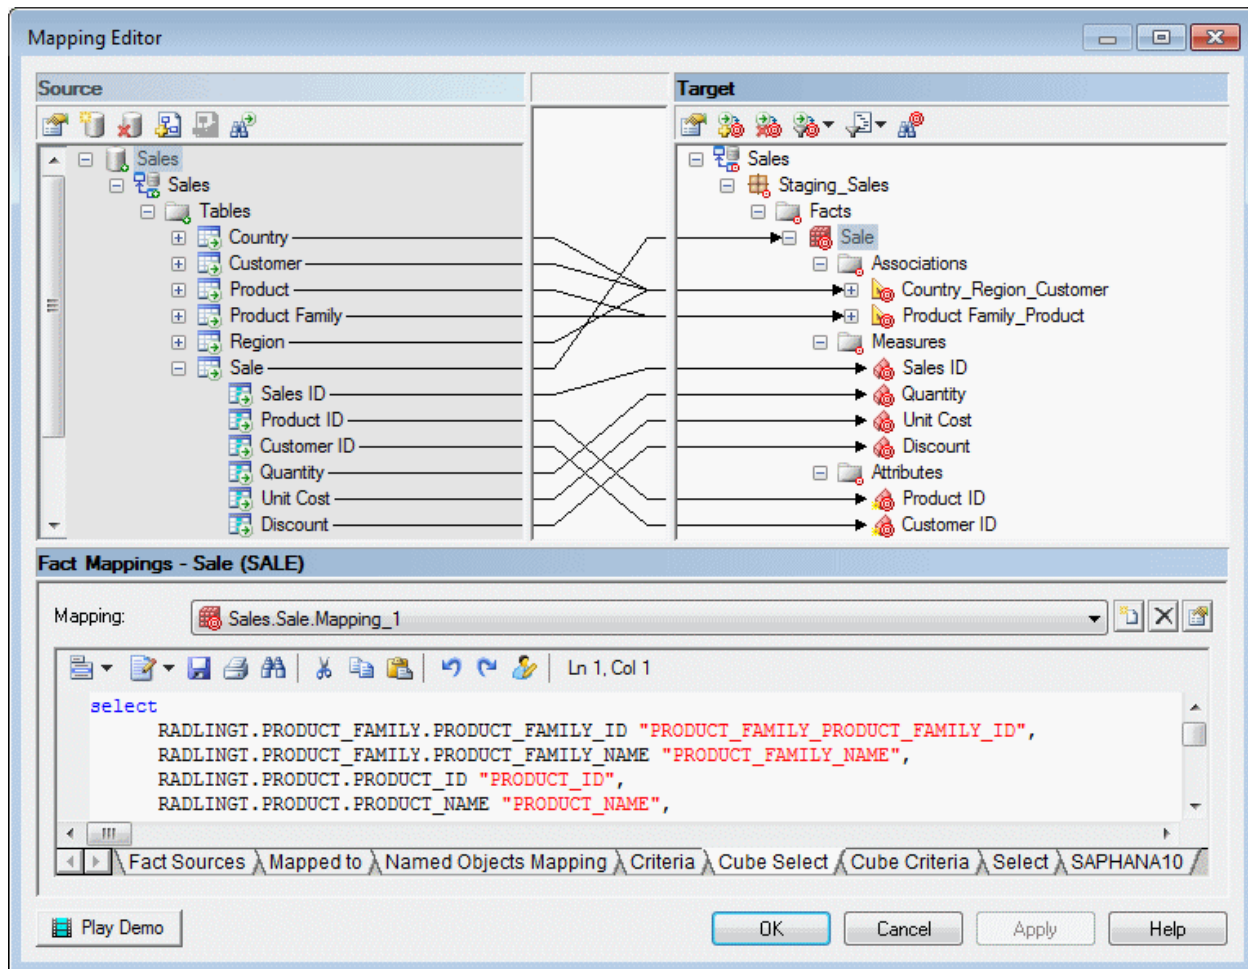 Mapping Editor
Source
Target
Sales
Sales
Tables
Country
Customer
Product
Product Family
Region
Sale
Sales ID
Product ID
Customer ID
Quantity
Unit Cost
Discount
Sales
Staging_Sales
Facts
Sale
Associations
Country_Region_Customer
Product Family_Product
Measures
Sales ID
Quantity
Unit Cost
Discount
Attributes
Product ID
Customer ID
Fact Mappings - Sale (SALE)
Mapping: Sales.Sale.Mapping_1
Ln 1, Col 1
select
RADLINGT.PRODUCT_FAMILY.PRODUCT_FAMILY_ID "PRODUCT_FAMILY_PRODUCT_FAMILY_ID",
RADLINGT.PRODUCT_FAMILY.PRODUCT_FAMILY_NAME "PRODUCT_FAMILY_NAME",
RADLINGT.PRODUCT.PRODUCT_ID "PRODUCT_ID",
RADLINGT.PRODUCT.PRODUCT_NAME "PRODUCT_NAME",
Fact Sources Mapped to Named Objects Mapping Criteria Cube Select Cube Criteria Select SAPHANA10
Play Demo OK Cancel Apply Help